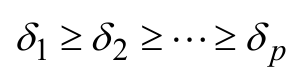 δ₁ ≥ δ₂ ≥ ⋯ ≥ δₚ